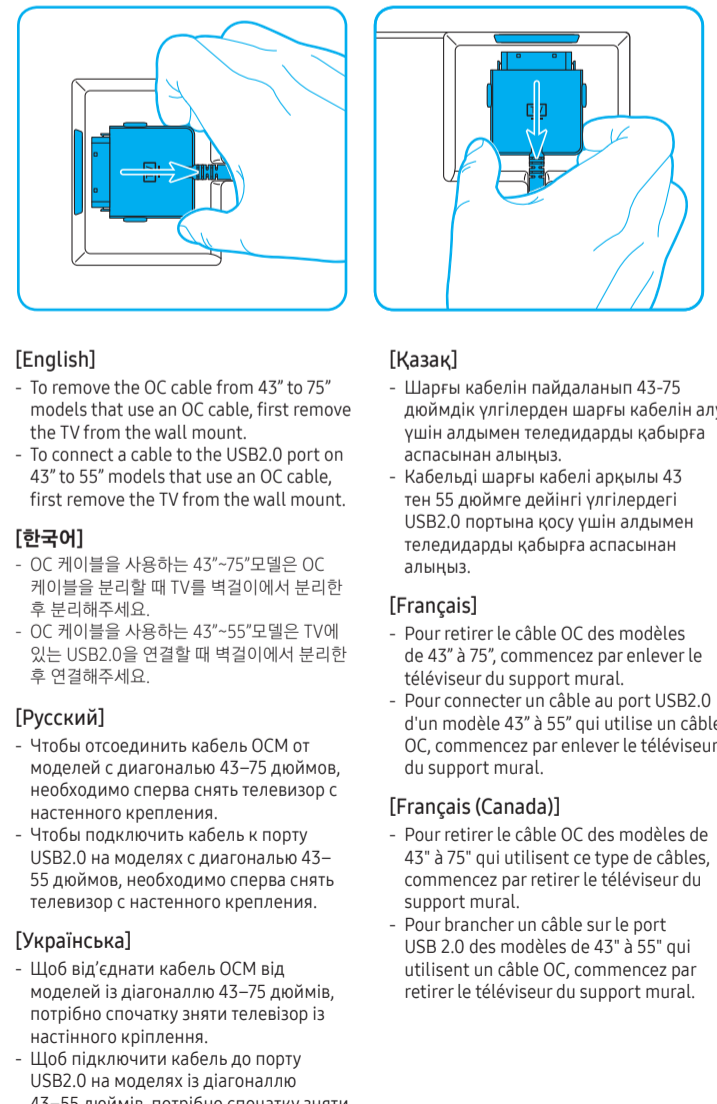 [English]
- To remove the OC cable from 43” to 75”
models that use an OC cable, first remove
the TV from the wall mount.
- To connect a cable to the USB2.0 port on
43” to 55” models that use an OC cable,
first remove the TV from the wall mount.
[한국어]
- OC 케이블을 사용하는 43”~75”모델은 OC
케이블을 분리할 때 TV를 벽걸이에서 분리한
후 분리해주세요.
- OC 케이블을 사용하는 43”~55”모델은 TV에
있는 USB2.0을 연결할 때 벽걸이에서 분리한
후 연결해주세요.
[Русский]
- Чтобы отсоединить кабель OCM от
моделей с диагональю 43–75 дюймов,
необходимо сперва снять телевизор с
настенного крепления.
- Чтобы подключить кабель к порту
USB2.0 на моделях с диагональю 43–
55 дюймов, необходимо сперва снять
телевизор с настенного крепления.
[Українська]
- Щоб від’єднати кабель OCM від
моделей із діагоналлю 43–75 дюймів,
потрібно спочатку зняти телевізор із
настінного кріплення.
- Щоб підключити кабель до порту
USB2.0 на моделях із діагоналлю
43–55 дюймів, потрібно спочатку зняти
[Қазақ]
- Шарғы кабелін пайдаланып 43-75
дюймдік үлгілерден шарғы кабелін алу
үшін алдымен теледидарды қабырға
аспасынан алыңыз.
- Кабельді шарғы кабелі арқылы 43
тен 55 дюймге дейінгі үлгілердегі
USB2.0 портына қосу үшін алдымен
теледидарды қабырға аспасынан
алыңыз.
[Français]
- Pour retirer le câble OC des modèles
de 43” à 75”, commencez par enlever le
téléviseur du support mural.
- Pour connecter un câble au port USB2.0
d'un modèle 43” à 55” qui utilise un câble
OC, commencez par enlever le téléviseur
du support mural.
[Français (Canada)]
- Pour retirer le câble OC des modèles de
43" à 75" qui utilisent ce type de câbles,
commencez par retirer le téléviseur du
support mural.
- Pour brancher un câble sur le port
USB 2.0 des modèles de 43" à 55" qui
utilisent un câble OC, commencez par
retirer le téléviseur du support mural.